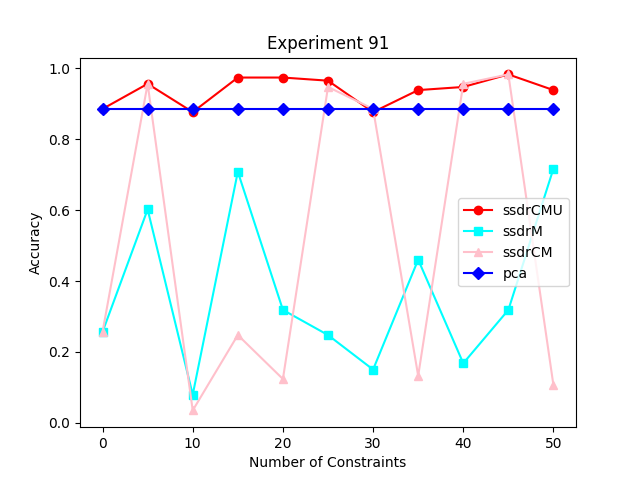 Experiment 91
1.0
0.8
0.6
0.4
0.2
0.0
Accuracy
0 10 20 30 40 50
Number of Constraints
ssdrCMU
ssdrM
ssdrCM
pca